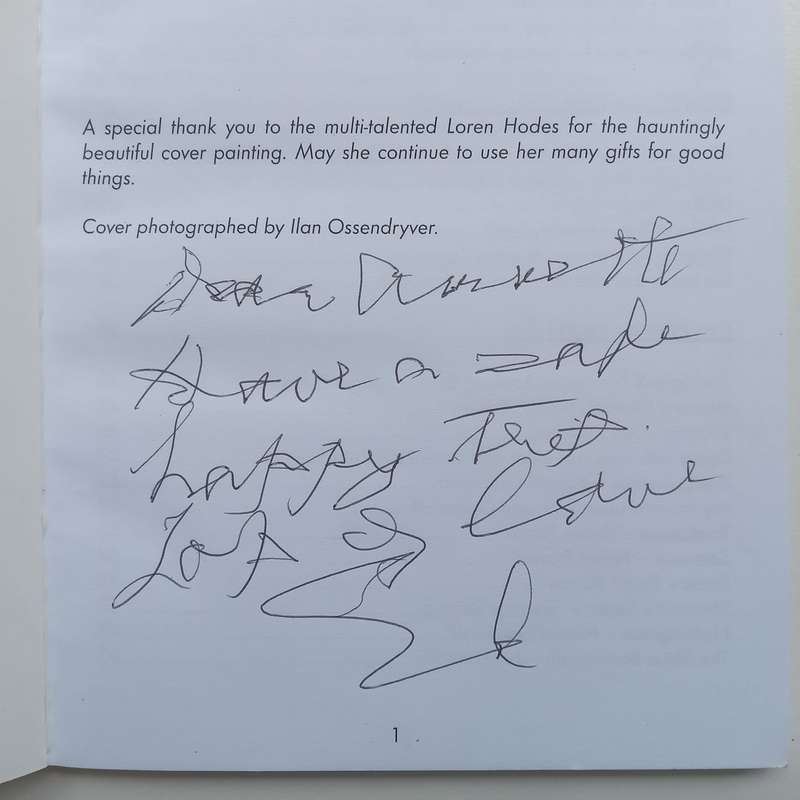 A special thank you to the multi-talented Loren Hodes for the hauntingly
beautiful cover painting. May she continue to use her many gifts for good
things.
Cover photographed by Ilan Ossendryver.
Dear
Have a safe
happy
Lots love
1